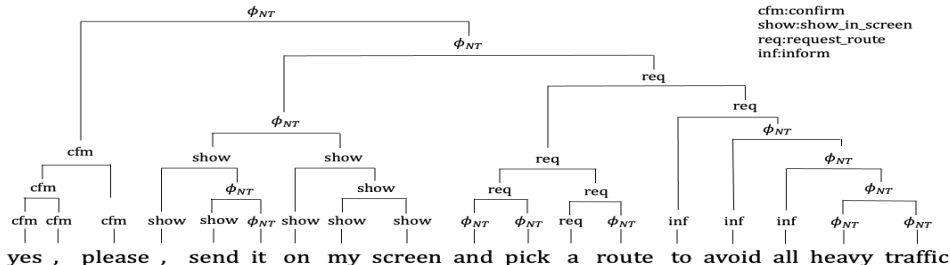 ϕNT
cfm:confirm
show:show_in_screen
req:request_route
inf:inform
ϕNT
req
req
ϕNT ϕNT
cfm show show req ϕNT
cfm ϕNT show req req ϕNT
cfm cfm cfm show show ϕNT show show show ϕNT ϕNT req ϕNT inf inf inf ϕNT ϕNT
yes , please , send it on my screen and pick a route to avoid all heavy traffic